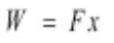 W = Fx